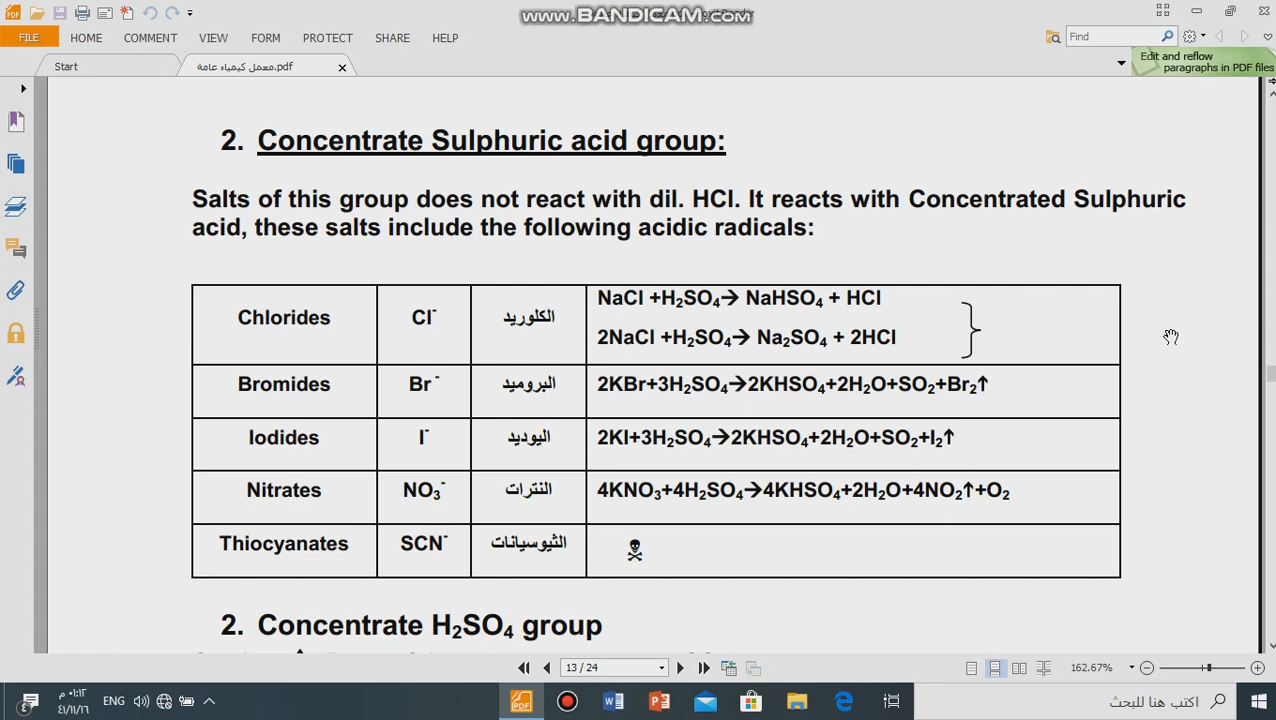 www.BANDICAM.com
FILE HOME COMMENT VIEW FORM PROTECT SHARE HELP
Find
Edit and reflow
paragraphs in PDF files
Start
معمل كيمياء عامة.pdf
2. Concentrate Sulphuric acid group:
Salts of this group does not react with dil. HCl. It reacts with Concentrated Sulphuric
acid, these salts include the following acidic radicals:
Chlorides Cl⁻ الكلوريد NaCl +H₂SO₄→ NaHSO₄ + HCl
2NaCl +H₂SO₄→ Na₂SO₄ + 2HCl
Bromides Br⁻ البروميد 2KBr+3H₂SO₄→2KHSO₄+2H₂O+SO₂+Br₂↑
Iodides I⁻ اليوديد 2KI+3H₂SO₄→2KHSO₄+2H₂O+SO₂+I₂↑
Nitrates NO₃⁻ النترات 4KNO₃+4H₂SO₄→4KHSO₄+2H₂O+4NO₂↑+O₂
Thiocyanates SCN⁻ الثيوسيانات ☠
2. Concentrate H₂SO₄ group
13 / 24
162.67%
ENG
اكتب هنا للبحث